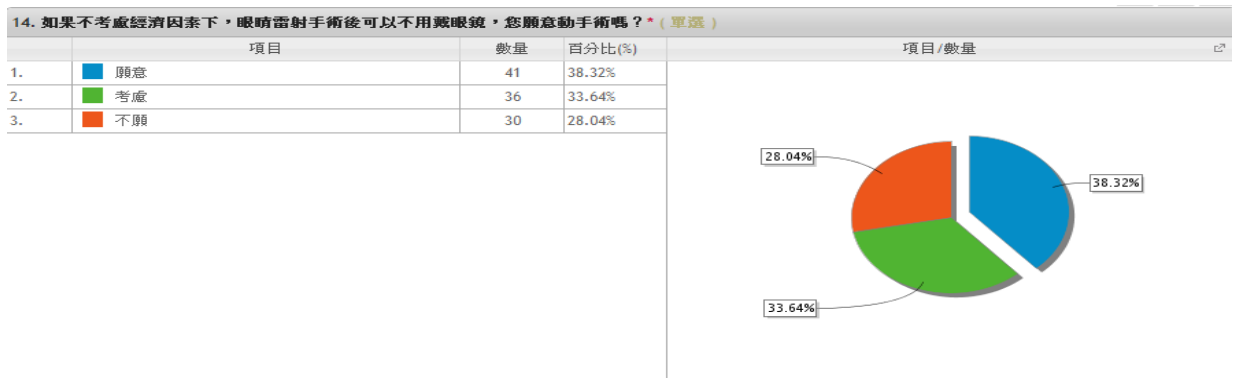 14. 如果不考慮經濟因素下，眼睛雷射手術後可以不用戴眼鏡，您願意動手術嗎？* ( 單選 )
項目 數量 百分比(%) 項目/數量
1. 願意 41 38.32%
2. 考慮 36 33.64%
3. 不願 30 28.04%
28.04%
38.32%
33.64%